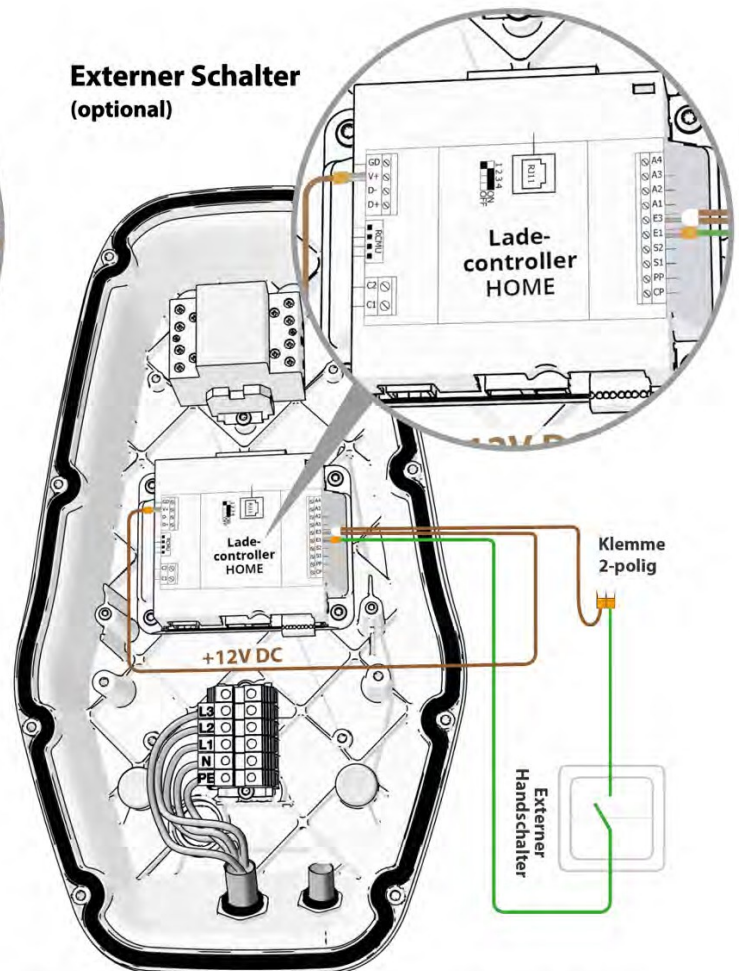 Externer Schalter
(optional)
GD
V+
D-
D+
RCMU
C2
C1
1 2 3 4
ON
OFF
RJ11
Lade-
controller
HOME
A4
A3
A2
A1
E3
E1
S2
S1
PP
CP
+12V D
Lade-
controller
HOME
Klemme
2-polig
+12V DC
L3
L2
L1
N
PE
Externer
Handschalter